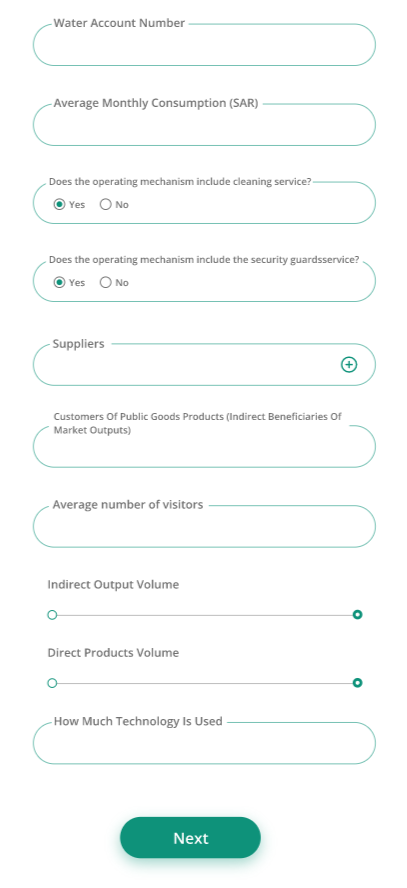 Water Account Number
Average Monthly Consumption (SAR)
Does the operating mechanism include cleaning service?
Yes No
Does the operating mechanism include the security guardsservice?
Yes No
Suppliers
Customers Of Public Goods Products (Indirect Beneficiaries Of
Market Outputs)
Average number of visitors
Indirect Output Volume
Direct Products Volume
How Much Technology Is Used
Next